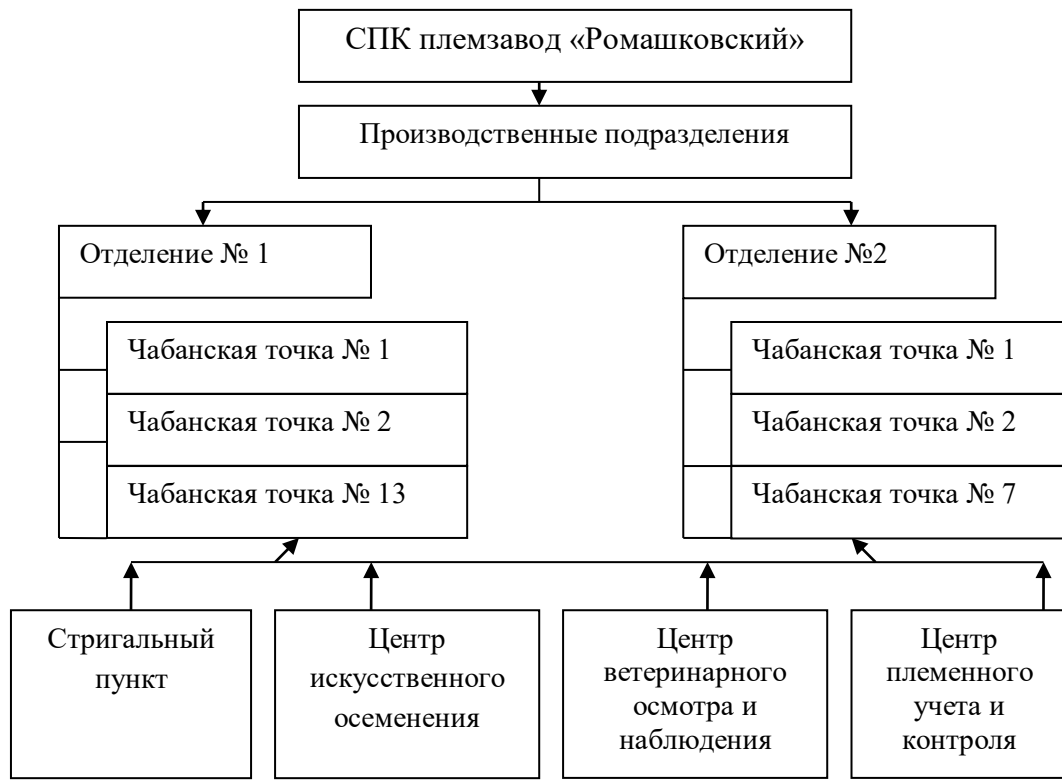 СПК племзавод «Ромашковский»
Производственные подразделения
Отделение № 1
Отделение №2
Чабанская точка № 1
Чабанская точка № 2
Чабанская точка № 13
Чабанская точка № 1
Чабанская точка № 2
Чабанская точка № 7
Стригальный
пункт
Центр
искусственного
осеменения
Центр
ветеринарного
осмотра и
наблюдения
Центр
племенного
учета и
контроля